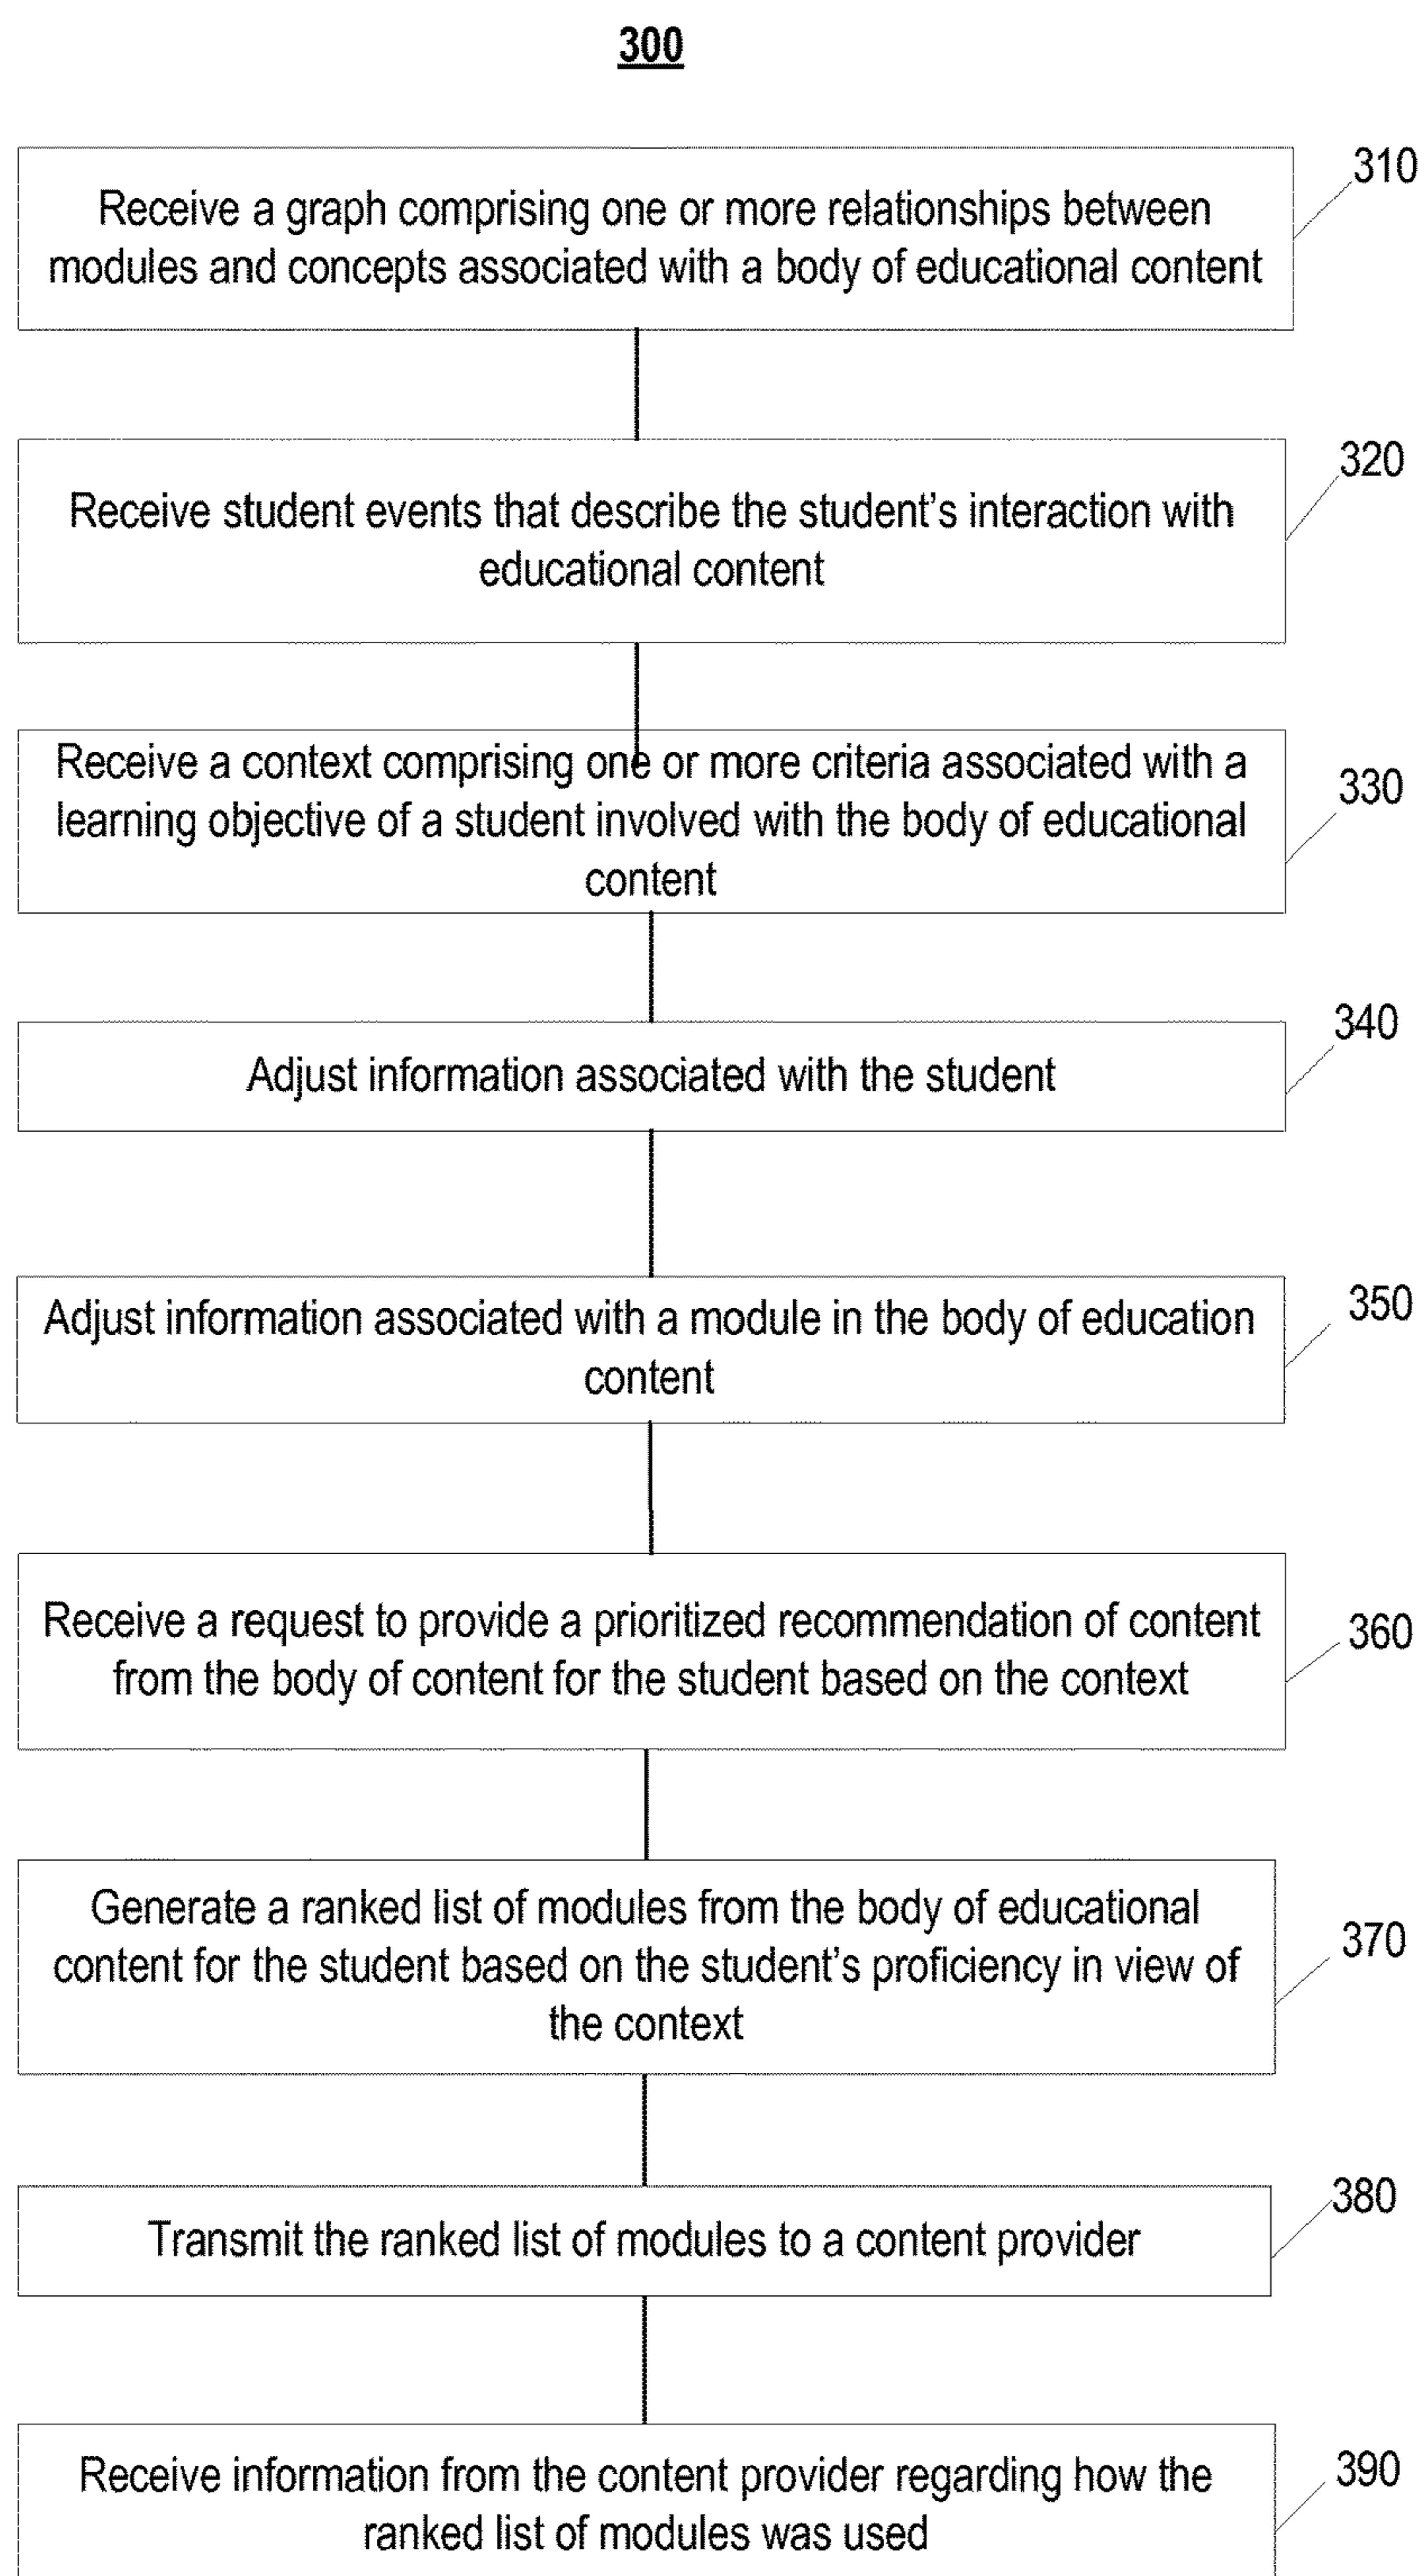 300
310
Receive a graph comprising one or more relationships between
modules and concepts associated with a body of educational content
320
Receive student events that describe the student's interaction with
educational content
330
Receive a context comprising one or more criteria associated with a
learning objective of a student involved with the body of educational
content
340
Adjust information associated with the student
350
Adjust information associated with a module in the body of education
content
360
Receive a request to provide a prioritized recommendation of content
from the body of content for the student based on the context
370
Generate a ranked list of modules from the body of educational
content for the student based on the student's proficiency in view of
the context
380
Transmit the ranked list of modules to a content provider
390
Receive information from the content provider regarding how the
ranked list of modules was used